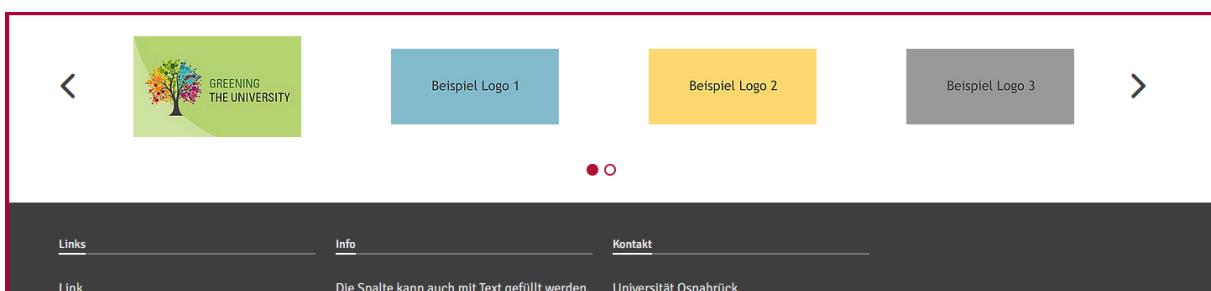 GREENING
THE UNIVERSITY
Beispiel Logo 1
Beispiel Logo 2
Beispiel Logo 3
Links
Info
Kontakt
Link
Die Spalte kann auch mit Text gefüllt werden
Universität Osnabrück